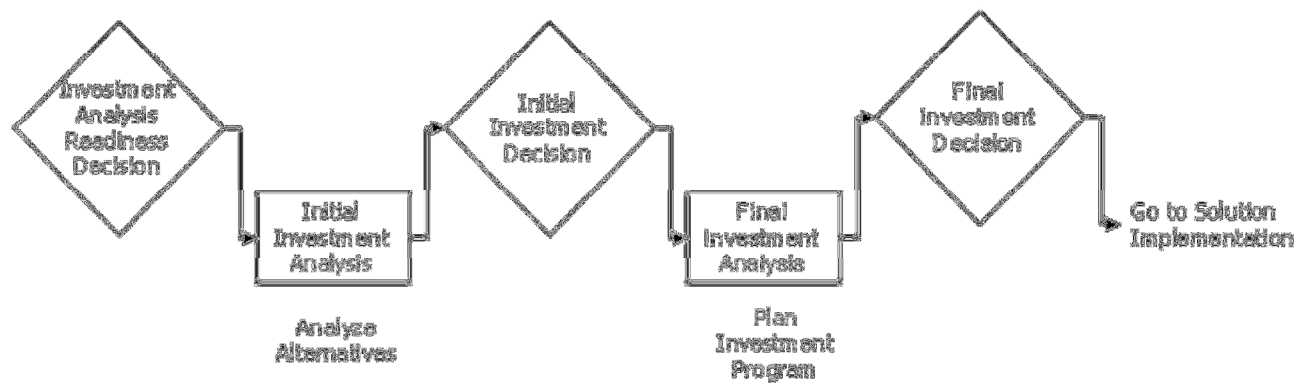 Investment
Analysis
Readiness
Decision
Initial
Investment
Analysis
Analyze
Alternatives
Initial
Investment
Decision
Final
Investment
Analysis
Plan
Investment
Program
Final
Investment
Decision
Go to Solution
Implementation